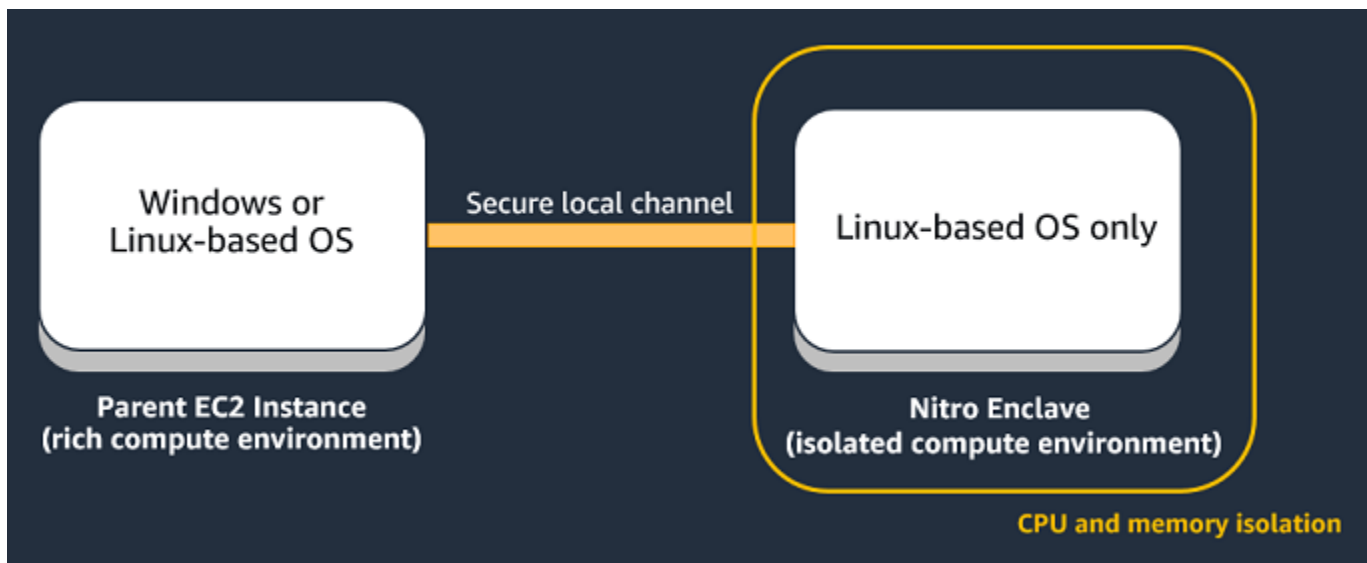 Windows or
Linux-based OS
Secure local channel
Linux-based OS only
Parent EC2 Instance
(rich compute environment)
Nitro Enclave
(isolated compute environment)
CPU and memory isolation